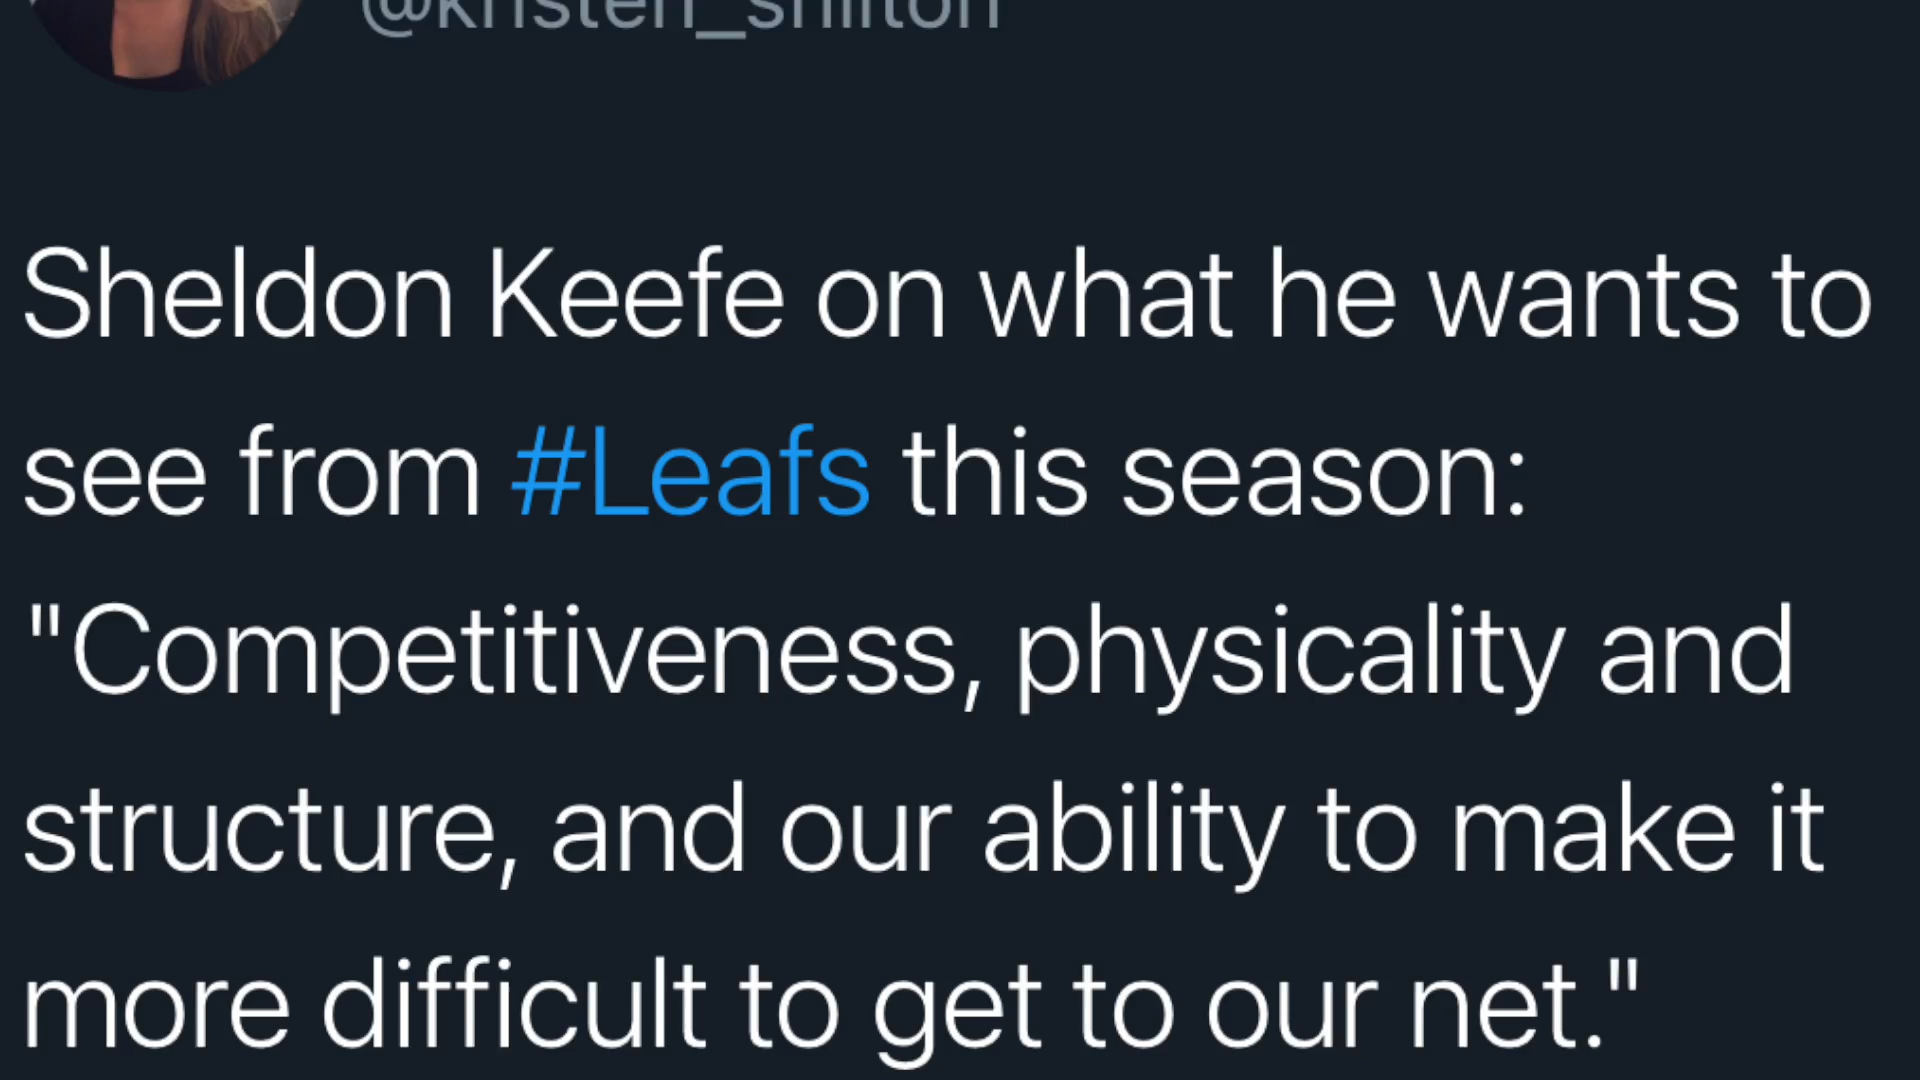 @kristen_shilton
Sheldon Keefe on what he wants to
see from #Leafs this season:
"Competitiveness, physicality and
structure, and our ability to make it
more difficult to get to our net."